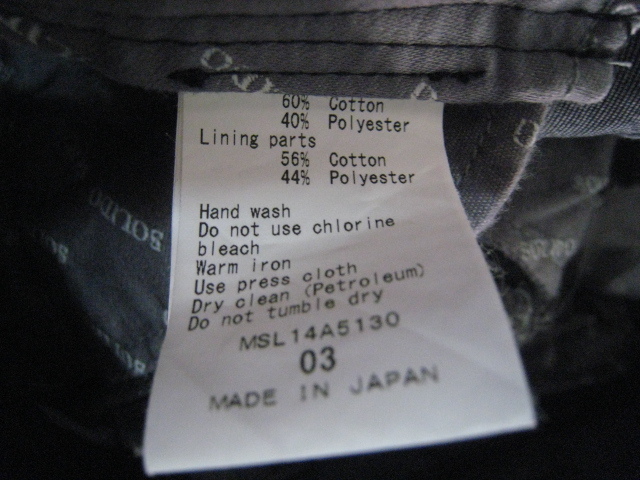 60% Cotton
40% Polyester
Lining parts
56% Cotton
44% Polyester
Hand wash
Do not use chlorine
bleach
Warm iron
Use press cloth
Dry clean (Petroleum)
Do not tumble dry
MSL14A5130
03
MADE IN JAPAN
SOLIDO